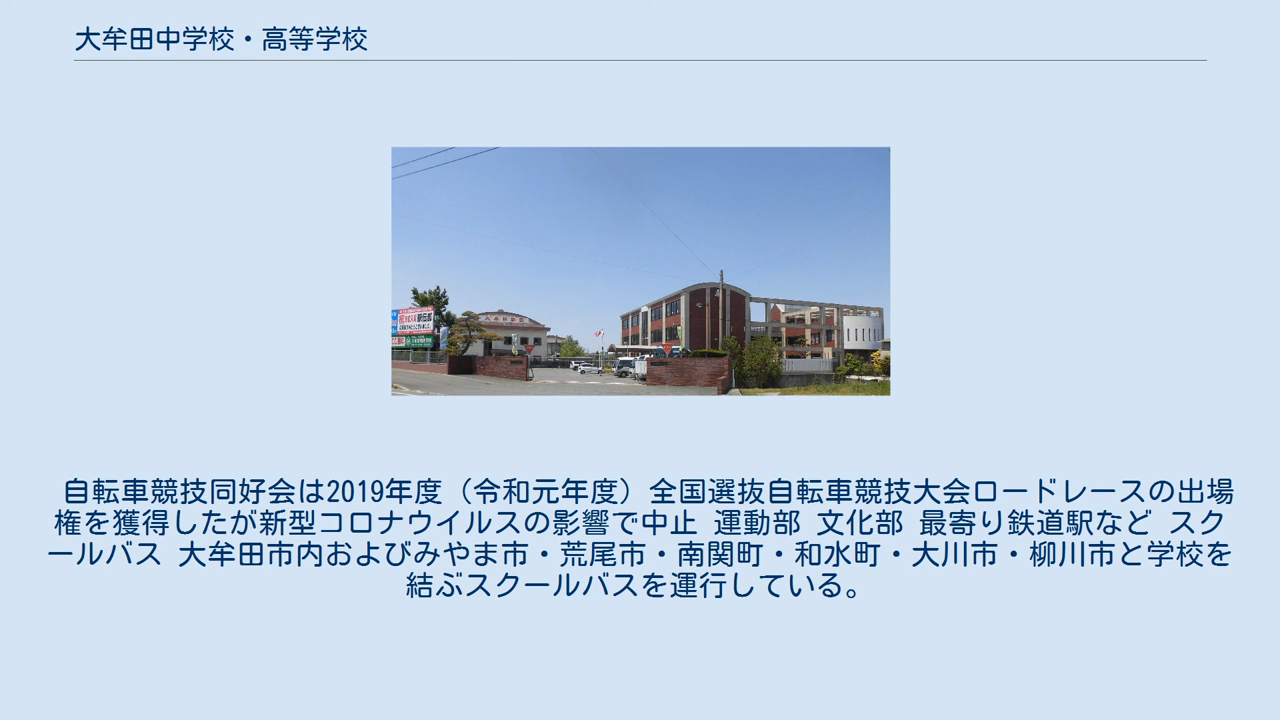 大牟田中学校・高等学校
大牟田学園
自転車競技同好会は2019年度（令和元年度）全国選抜自転車競技大会ロードレースの出場
権を獲得したが新型コロナウイルスの影響で中止 運動部 文化部 最寄り鉄道駅など スク
ールバス 大牟田市内およびみやま市・荒尾市・南関町・和水町・大川市・柳川市と学校を
結ぶスクールバスを運行している。